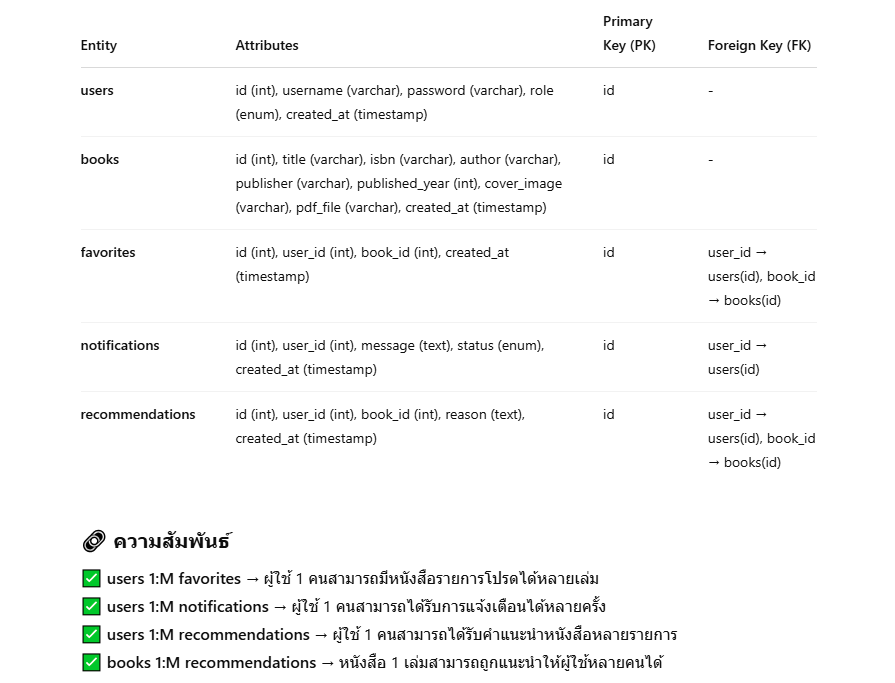 Primary
Entity Attributes Key (PK) Foreign Key (FK)
users id (int), username (varchar), password (varchar), role id -
(enum), created_at (timestamp)
books id (int), title (varchar), isbn (varchar), author (varchar), id -
publisher (varchar), published_year (int), cover_image
(varchar), pdf_file (varchar), created_at (timestamp)
favorites id (int), user_id (int), book_id (int), created_at id user_id →
(timestamp) users(id), book_id
→ books(id)
notifications id (int), user_id (int), message (text), status (enum), id user_id →
created_at (timestamp) users(id)
recommendations id (int), user_id (int), book_id (int), reason (text), id user_id →
created_at (timestamp) users(id), book_id
→ books(id)
🔗 ความสัมพันธ์
✅ users 1:M favorites → ผู้ใช้ 1 คนสามารถมีหนังสือรายการโปรดได้หลายเล่ม
✅ users 1:M notifications → ผู้ใช้ 1 คนสามารถได้รับการแจ้งเตือนได้หลายครั้ง
✅ users 1:M recommendations → ผู้ใช้ 1 คนสามารถได้รับคำแนะนำหนังสือหลายรายการ
✅ books 1:M recommendations → หนังสือ 1 เล่มสามารถถูกแนะนำให้ผู้ใช้หลายคนได้